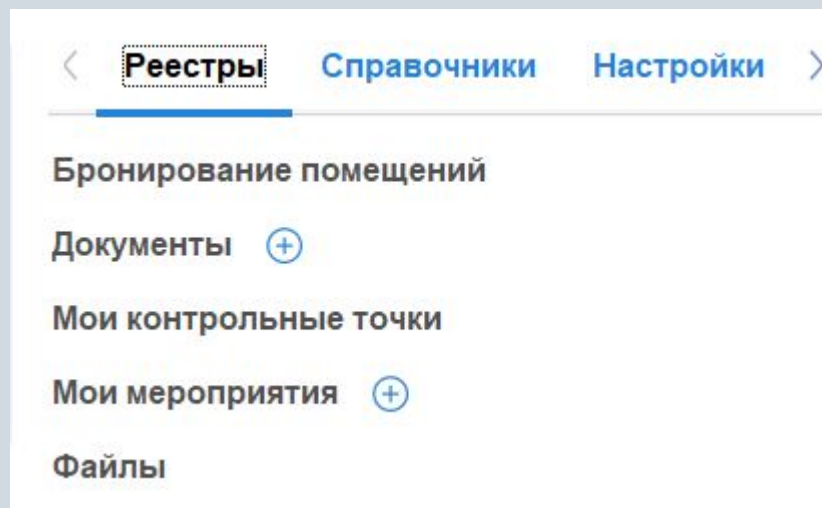 Реестры Справочники Настройки
Бронирование помещений
Документы
Мои контрольные точки
Мои мероприятия
Файлы